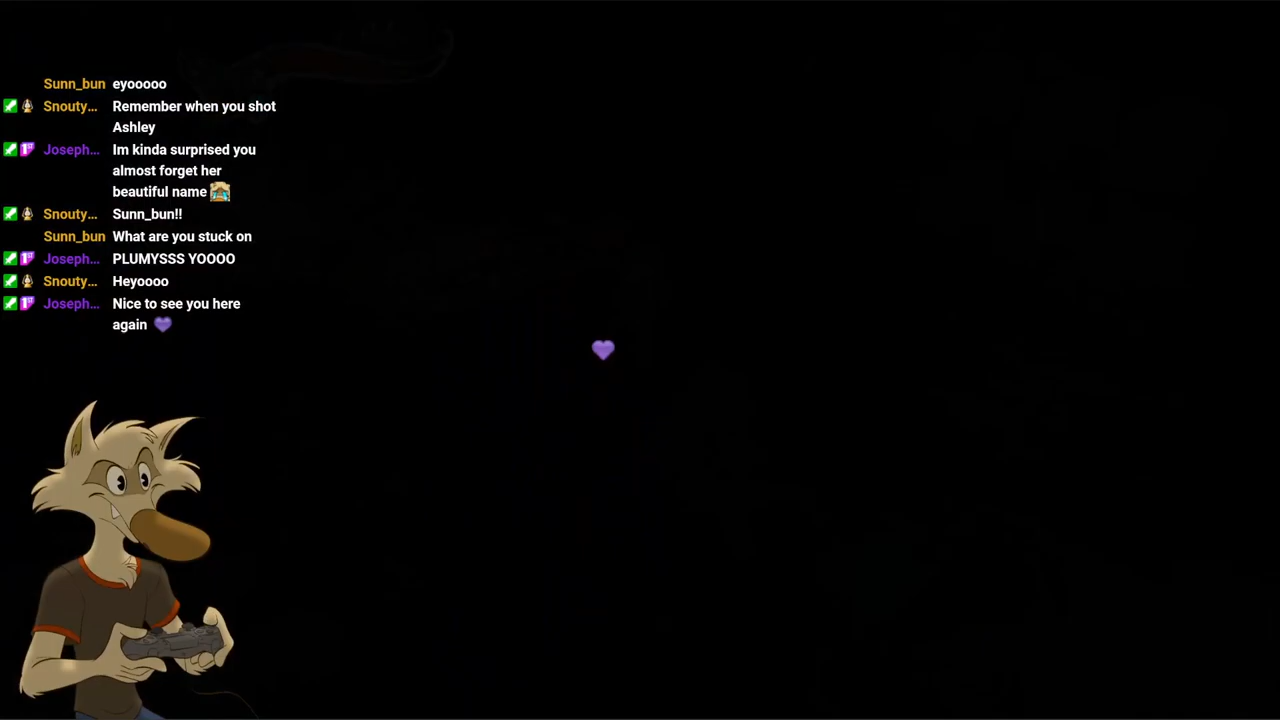 Sunn_bun eyooooo
Snouty... Remember when you shot
Ashley
Joseph... Im kinda surprised you
almost forget her
beautiful name
Snouty... Sunn_bun!!
Sunn_bun What are you stuck on
Joseph... PLUMYSSS YOOOO
Snouty... Heyoooo
Joseph... Nice to see you here
again